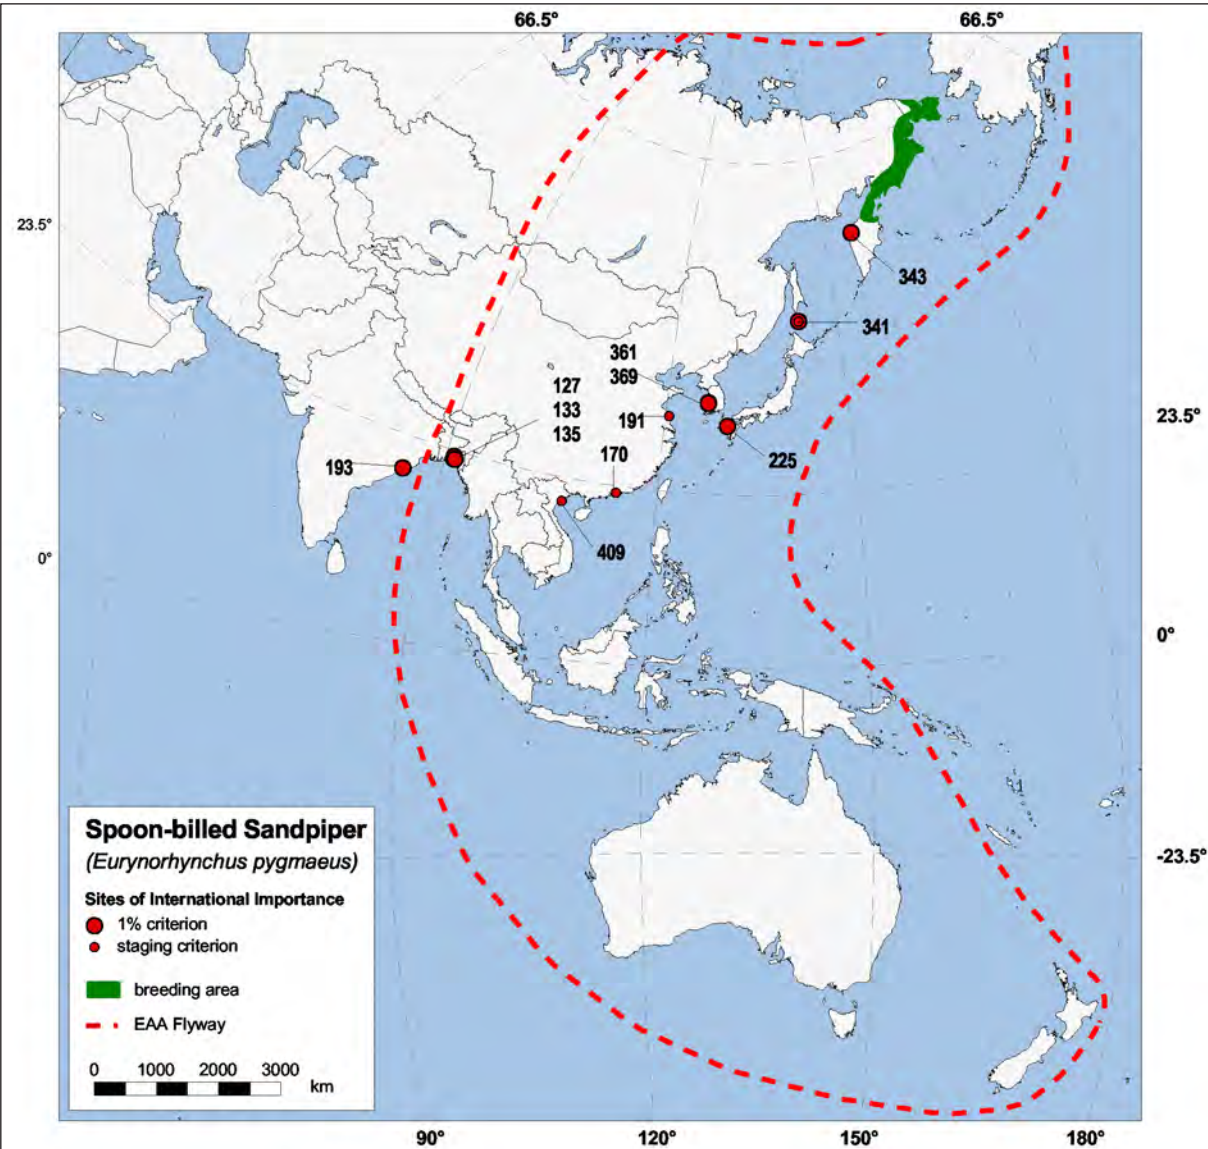 66.5°
66.5°
23.5°
343
341
361
369
127
133
135
191
23.5°
170
225
193
409
0°
0°
-23.5°
Spoon-billed Sandpiper
(Eurynorhynchus pygmaeus)
Sites of International Importance
1% criterion
staging criterion
breeding area
EAA Flyway
0 1000 2000 3000
km
90°
120°
150°
180°